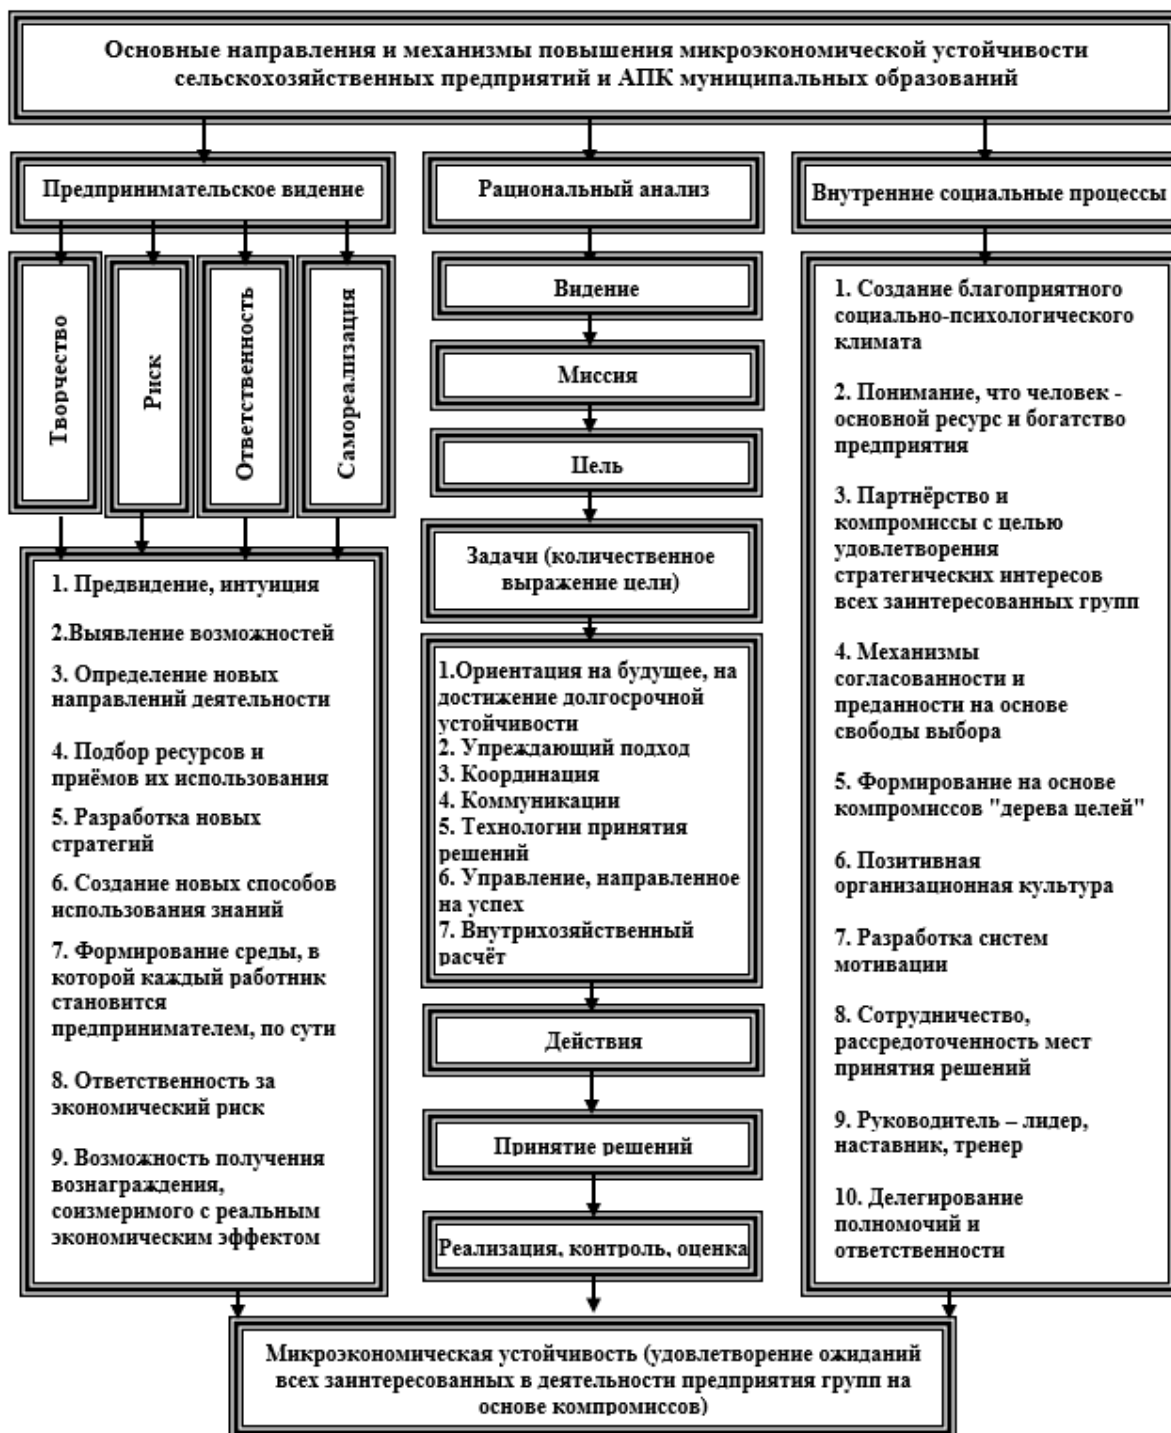 Основные направления и механизмы повышения микроэкономической устойчивости
сельскохозяйственных предприятий и АПК муниципальных образований
Предпринимательское видение
Творчество
Риск
Ответственность
Самореализация
1. Предвидение, интуиция
2.Выявление возможностей
3. Определение новых
направлений деятельности
4. Подбор ресурсов и
приёмов их использования
5. Разработка новых
стратегий
6. Создание новых способов
использования знаний
7. Формирование среды, в
которой каждый работник
становится
предпринимателем, по сути
8. Ответственность за
экономический риск
9. Возможность получения
вознаграждения,
соизмеримого с реальным
экономическим эффектом
Рациональный анализ
Видение
Миссия
Цель
Задачи (количественное
выражение цели)
1.Ориентация на будущее, на
достижение долгосрочной
устойчивости
2. Упреждающий подход
3. Координация
4. Коммуникации
5. Технологии принятия
решений
6. Управление, направленное
на успех
7. Внутрихозяйственный
расчёт
Действия
Принятие решений
Реализация, контроль, оценка
Внутренние социальные процессы
1. Создание благоприятного
социально-психологического
климата
2. Понимание, что человек -
основной ресурс и богатство
предприятия
3. Партнёрство и
компромиссы с целью
удовлетворения
стратегических интересов
всех заинтересованных групп
4. Механизмы
согласованности и
преданности на основе
свободы выбора
5. Формирование на основе
компромиссов "дерева целей"
6. Позитивная
организационная культура
7. Разработка систем
мотивации
8. Сотрудничество,
рассредоточенность мест
принятия решений
9. Руководитель – лидер,
наставник, тренер
10. Делегирование
полномочий и
ответственности
Микроэкономическая устойчивость (удовлетворение ожиданий
всех заинтересованных в деятельности предприятия групп на
основе компромиссов)